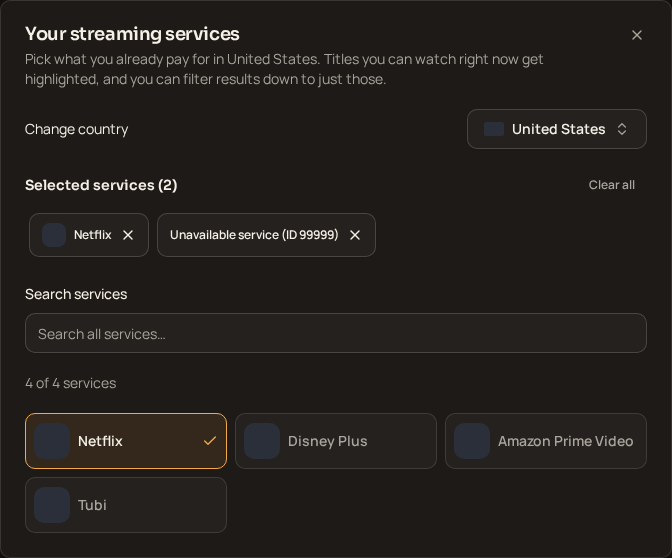 Your streaming services
Pick what you already pay for in United States. Titles you can watch right now get
highlighted, and you can filter results down to just those.
Change country
United States
Selected services (2)
Clear all
Netflix
Unavailable service (ID 99999)
Search services
Search all services…
4 of 4 services
Netflix
Disney Plus
Amazon Prime Video
Tubi